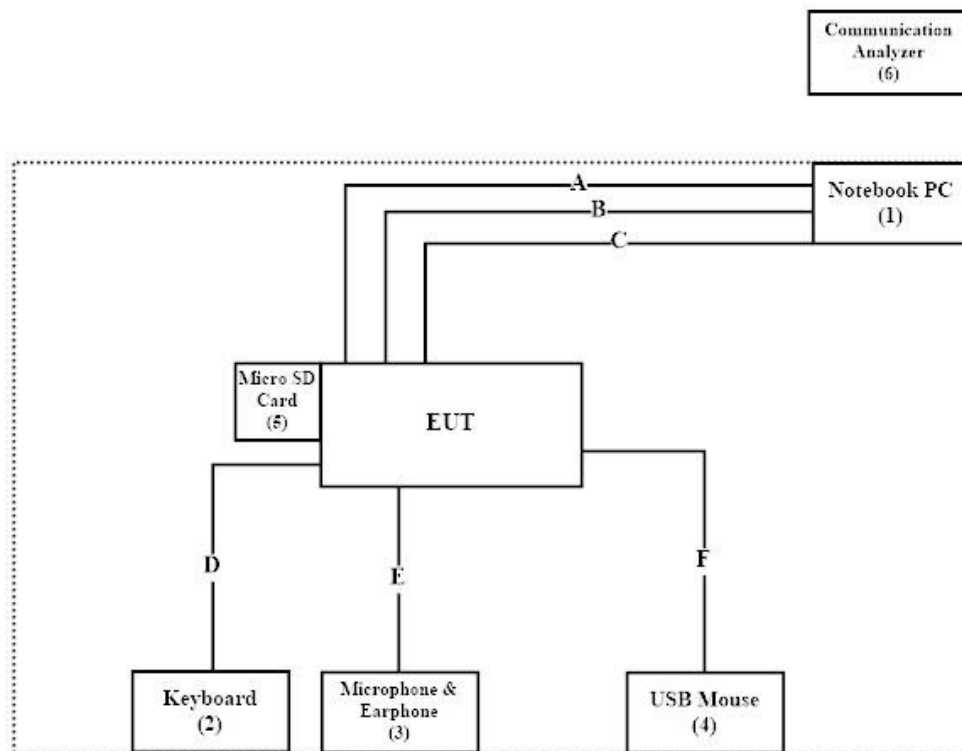 Communication
Analyzer
(6)
A
Notebook PC
B
(1)
C
Micro SD
Card
(5)
EUT
D
E
F
Keyboard
(2)
Microphone &
Earphone
(3)
USB Mouse
(4)